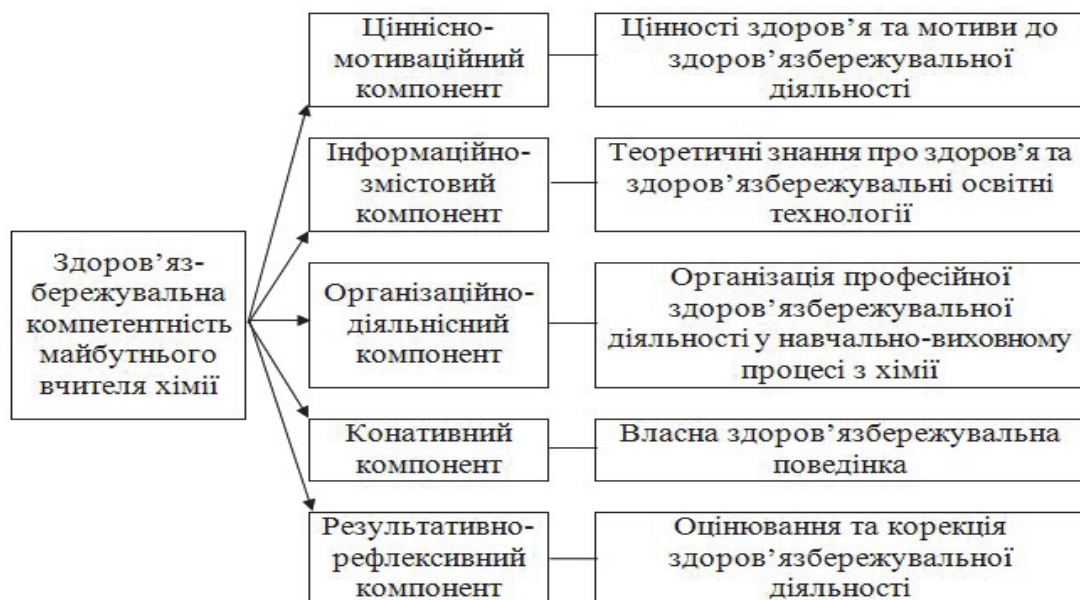 Здоров’яз-
бережувальна
компетентність
майбутнього
вчителя хімії
Ціннісно-
мотиваційний
компонент
Цінності здоров’я та мотиви до
здоров’язбережувальної
діяльності
Інформаційно-
змістовий
компонент
Теоретичні знання про здоров’я та
здоров’язбережувальні освітні
технології
Організаційно-
діяльнісний
компонент
Організація професійної
здоров’язбережувальної
діяльності у навчально-виховному
процесі з хімії
Конативний
компонент
Власна здоров’язбережувальна
поведінка
Результативно-
рефлексивний
компонент
Оцінювання та корекція
здоров’язбережувальної
діяльності